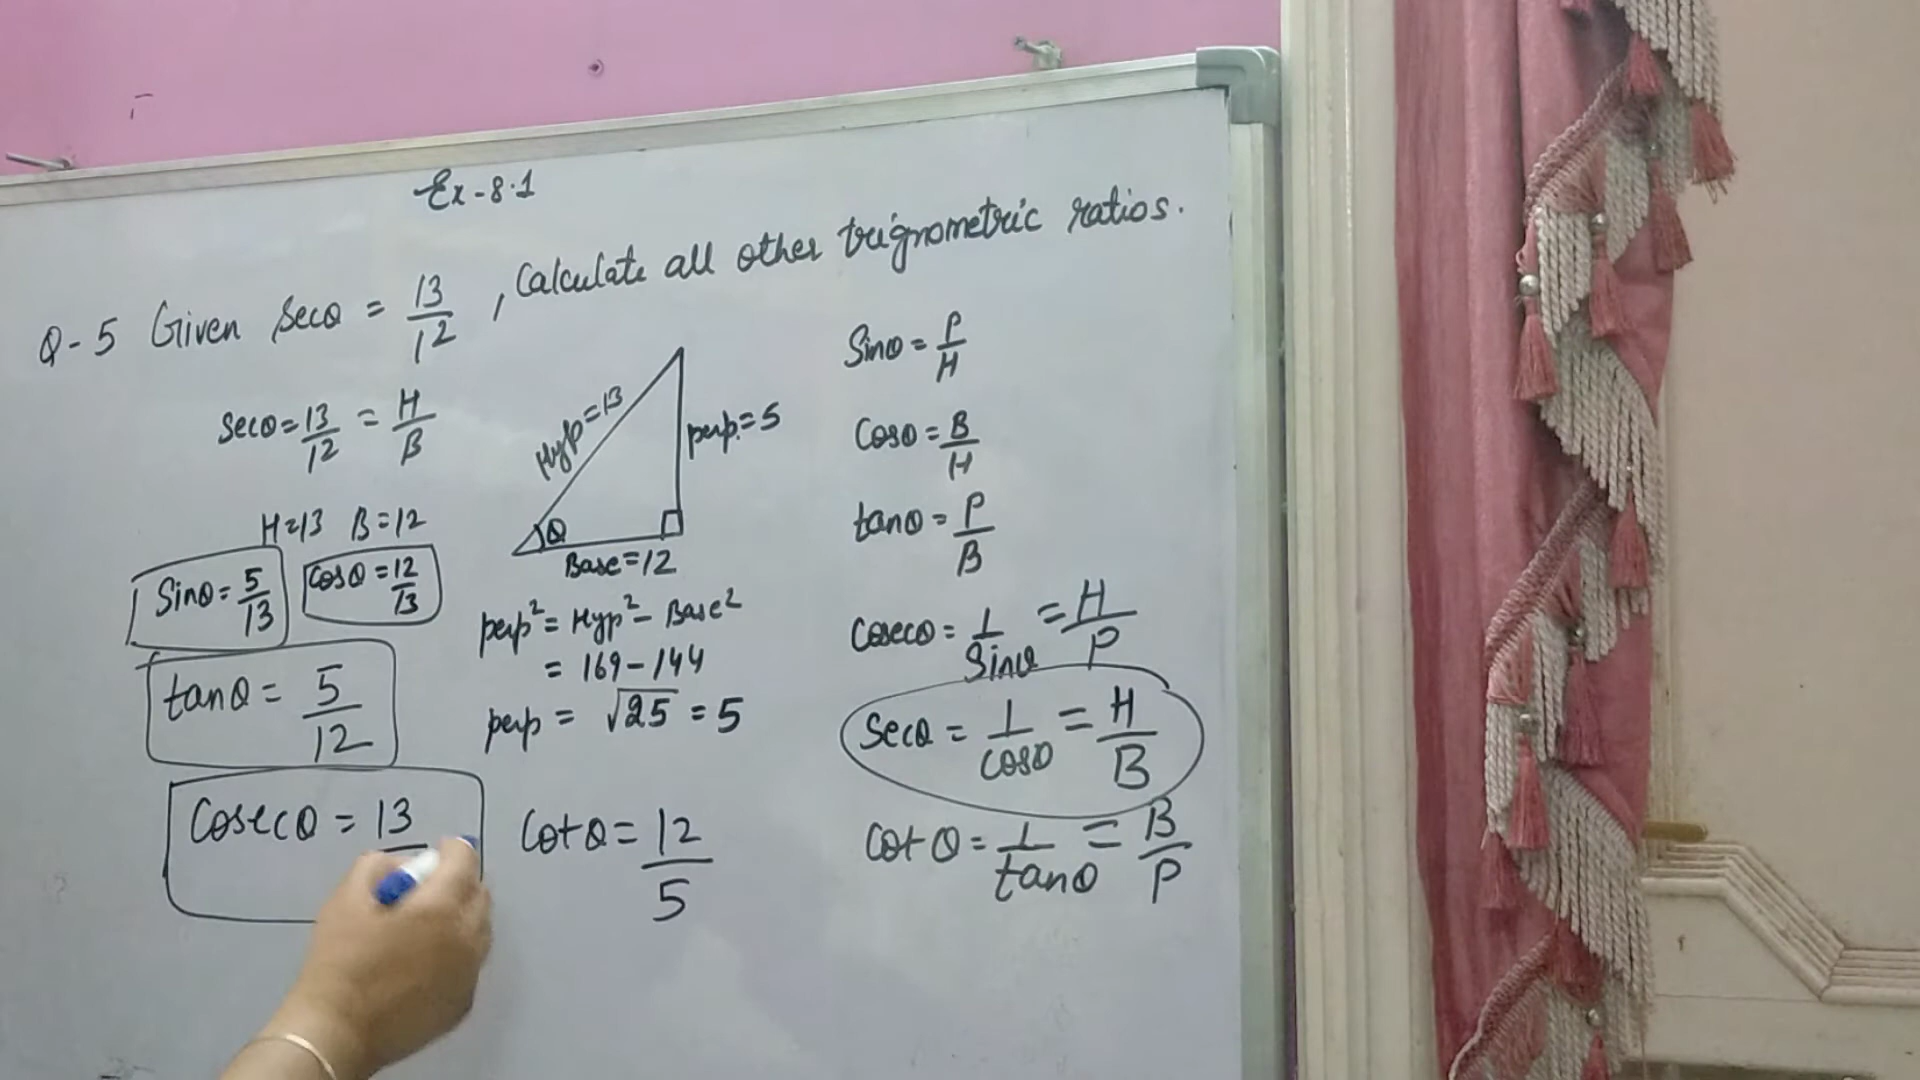 Ex-8.1
Q-5 Given Secθ = 13/12, Calculate all other trignometric ratios.
Secθ = 13/12 = H/B
H=13 B=12
Sinθ = 5/13
Cosθ = 12/13
tanθ = 5/12
Cosecθ = 13
Hyp=13
perp.=5
θ
Base=12
perp² = Hyp² - Base²
= 169-144
perp = √25 = 5
Cotθ = 12/5
Sinθ = P/H
Cosθ = B/H
tanθ = P/B
Cosecθ = 1/Sinθ = H/P
Secθ = 1/Cosθ = H/B
Cotθ = 1/tanθ = B/P